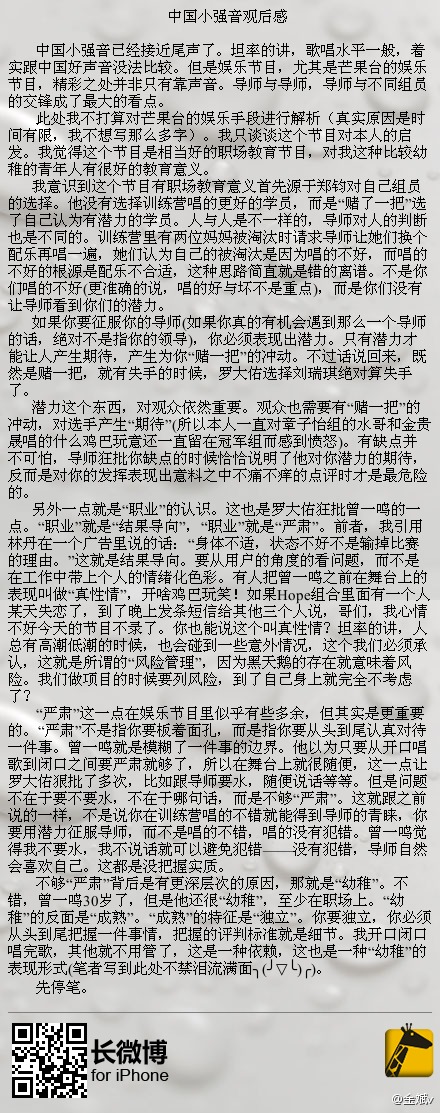 中国小强音观后感
中国小强音已经接近尾声了。坦率的讲，歌唱水平一般，着
实跟中国好声音没法比较。但是娱乐节目，尤其是芒果台的娱乐
节目，精彩之处并非只有靠声音。导师与导师，导师与不同组员
的交锋成了最大的看点。
此处我不打算对芒果台的娱乐手段进行解析（真实原因是时
间有限，我不想写那么多字）。我只谈谈这个节目对本人的启
发。我觉得这个节目是相当好的职场教育节目，对我这种比较幼
稚的青年人有很好的教育意义。
我意识到这个节目有职场教育意义首先源于郑钧对自己组员
的选择。他没有选择训练营唱的更好的学员，而是“赌了一把”选
了自己认为有潜力的学员。人与人是不一样的，导师对人的判断
也是不同的。训练营里有两位妈妈被淘汰时请求导师让她们换个
配乐再唱一遍，她们认为自己的被淘汰是因为唱的不好，而唱的
不好的根源是配乐不合适，这种思路简直就是错的离谱。不是你
们唱的不好(更准确的说，唱的好与坏不是重点)，而是你们没有
让导师看到你们的潜力。
如果你要征服你的导师(如果你真的有机会遇到那么一个导师
的话，绝对不是指你的领导)，你必须表现出潜力。只有潜力才
能让人产生期待，产生为你“赌一把”的冲动。不过话说回来，既
然是赌一把，就有失手的时候，罗大佑选择刘瑞琪绝对算失手
了。
潜力这个东西，对观众依然重要。观众也需要有“赌一把”的
冲动，对选手产生“期待”(所以本人一直对章子怡组的水哥和金贵
晟唱的什么鸡巴玩意还一直留在冠军组而感到愤怒)。有缺点并
不可怕，导师狂批你缺点的时候恰恰说明了他对你潜力的期待，
反而是对你的发挥表现出意料之中不痛不痒的点评时才是最危险
的。
另外一点就是“职业”的认识。这也是罗大佑狂批曾一鸣的一
点。“职业”就是“结果导向”，“职业”就是“严肃”。前者，我引用
林丹在一个广告里说的话：“身体不适，状态不好不是输掉比赛
的理由。”这就是结果导向。要从用户的角度的看问题，而不是
在工作中带上个人的情绪化色彩。有人把曾一鸣之前在舞台上的
表现叫做“真性情”，开啥鸡巴玩笑！如果Hope组合里面有一个人
某天失恋了，到了晚上发条短信给其他三个人说，哥们，我心情
不好今天的节目不录了。你也能说这个叫真性情？坦率的讲，人
总有高潮低潮的时候，也会碰到一些意外情况，这个我们必须承
认，这就是所谓的“风险管理”，因为黑天鹅的存在就意味着风
险。我们做项目的时候要列风险，到了自己身上就完全不考虑
了？
“严肃”这一点在娱乐节目里似乎有些多余，但其实是更重要
的。“严肃”不是指你要板着面孔，而是指你要从头到尾认真对待
一件事。曾一鸣就是模糊了一件事的边界。他以为只要从开口唱
歌到闭口之间要严肃就够了，所以在舞台上就很随便，这一点让
罗大佑狠批了多次，比如跟导师要水，随便说话等等。但是问题
不在于要不要水，不在于哪句话，而是不够“严肃”。这就跟之前
说的一样，不是说你在训练营唱的不错就能得到导师的青睐，你
要用潜力征服导师，而不是唱的不错，唱的没有犯错。曾一鸣觉
得我不要水，我不说话就可以避免犯错——没有犯错，导师自然
会喜欢自己。这都是没把握实质。
不够“严肃”背后是有更深层次的原因，那就是“幼稚”。不
错，曾一鸣30岁了，但是他还很“幼稚”，至少在职场上。“幼
稚”的反面是“成熟”。“成熟”的特征是“独立”。你要独立，你必须
从头到尾把握一件事情，把握的评判标准就是细节。我开口闭口
唱完歌，其他就不用管了，这是一种依赖，这也是一种“幼稚”的
表现形式(笔者写到此处不禁泪流满面╮(╯▽╰)╭)。
先停笔。
长微博
for iPhone
@金斌v